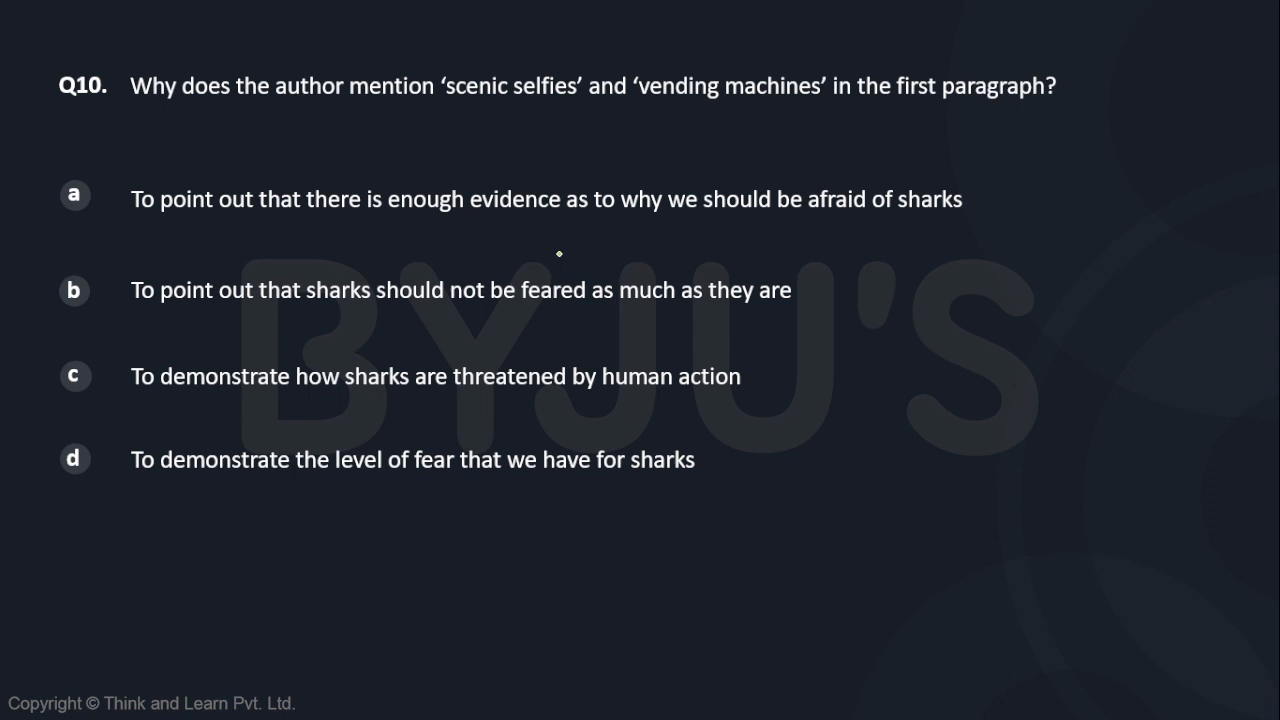 Q10. Why does the author mention ‘scenic selfies’ and ‘vending machines’ in the first paragraph?
a To point out that there is enough evidence as to why we should be afraid of sharks
b To point out that sharks should not be feared as much as they are
BYJU'S
c To demonstrate how sharks are threatened by human action
d To demonstrate the level of fear that we have for sharks
Copyright © Think and Learn Pvt. Ltd.